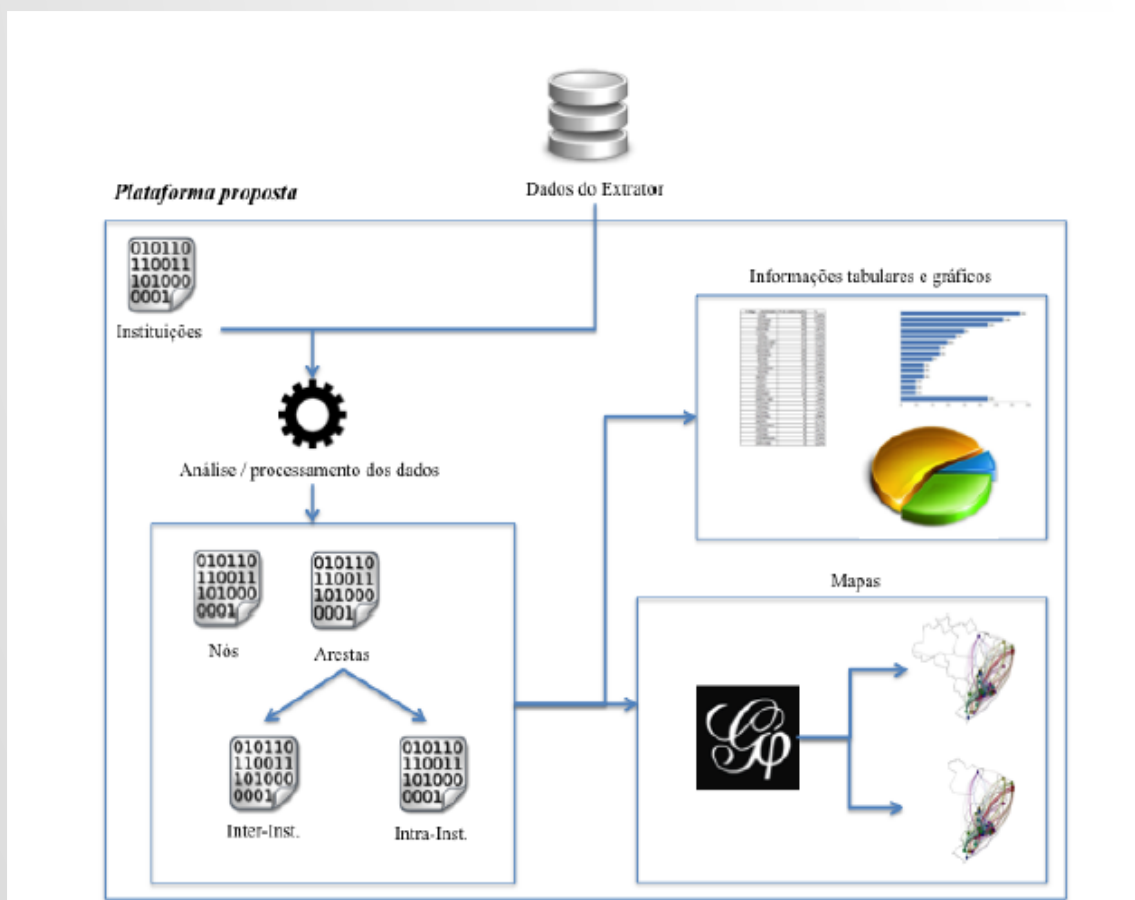 Dados do Extrator
Plataforma proposta
010110
110011
101000
0001
Instituições
Informações tabulares e gráficos
Análise / processamento dos dados
010110
110011
101000
0001
Nós
010110
110011
101000
0001
Arestas
010110
110011
101000
0001
Inter-Inst.
010110
110011
101000
0001
Intra-Inst.
Mapas